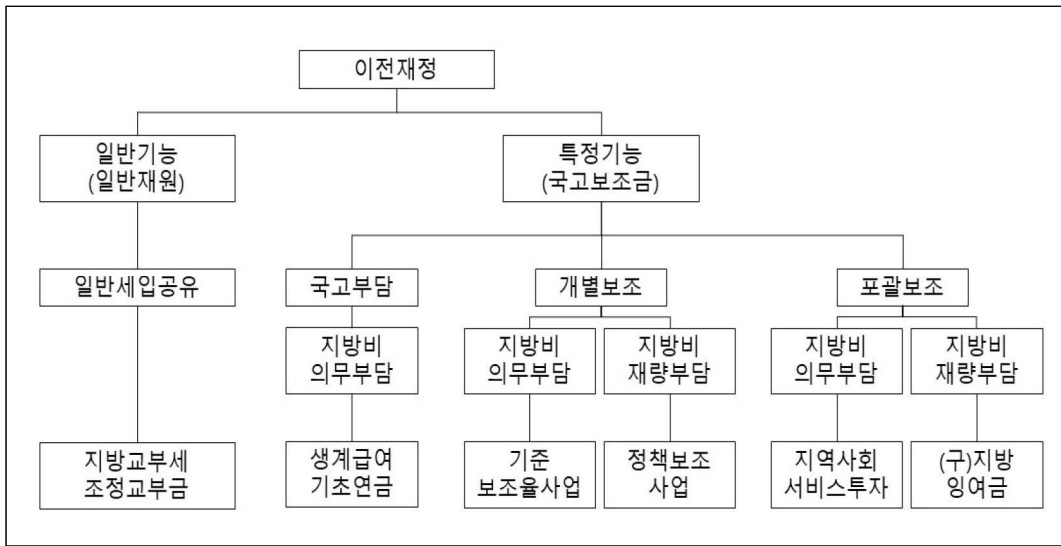 이전재정
일반기능
(일반재원)
특정기능
(국고보조금)
일반세입공유
국고부담
개별보조
포괄보조
지방비
의무부담
지방비
의무부담
지방비
재량부담
지방비
의무부담
지방비
재량부담
지방교부세
조정교부금
생계급여
기초연금
기준
보조율사업
정책보조
사업
지역사회
서비스투자
(구)지방
잉여금